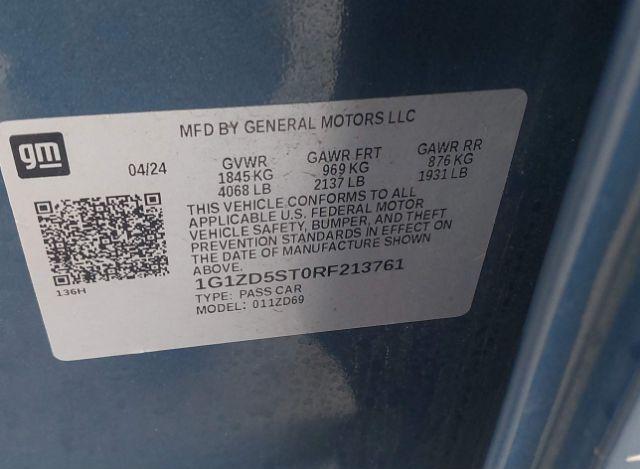 gm
MFD BY GENERAL MOTORS LLC
04/24
GVWR GAWR FRT GAWR RR
1845 KG 969 KG 876 KG
4068 LB 2137 LB 1931 LB
THIS VEHICLE CONFORMS TO ALL
APPLICABLE U.S. FEDERAL MOTOR
VEHICLE SAFETY, BUMPER, AND THEFT
PREVENTION STANDARDS IN EFFECT ON
THE DATE OF MANUFACTURE SHOWN
ABOVE.
136H
1G1ZD5ST0RF213761
TYPE: PASS CAR
MODEL: 011ZD69